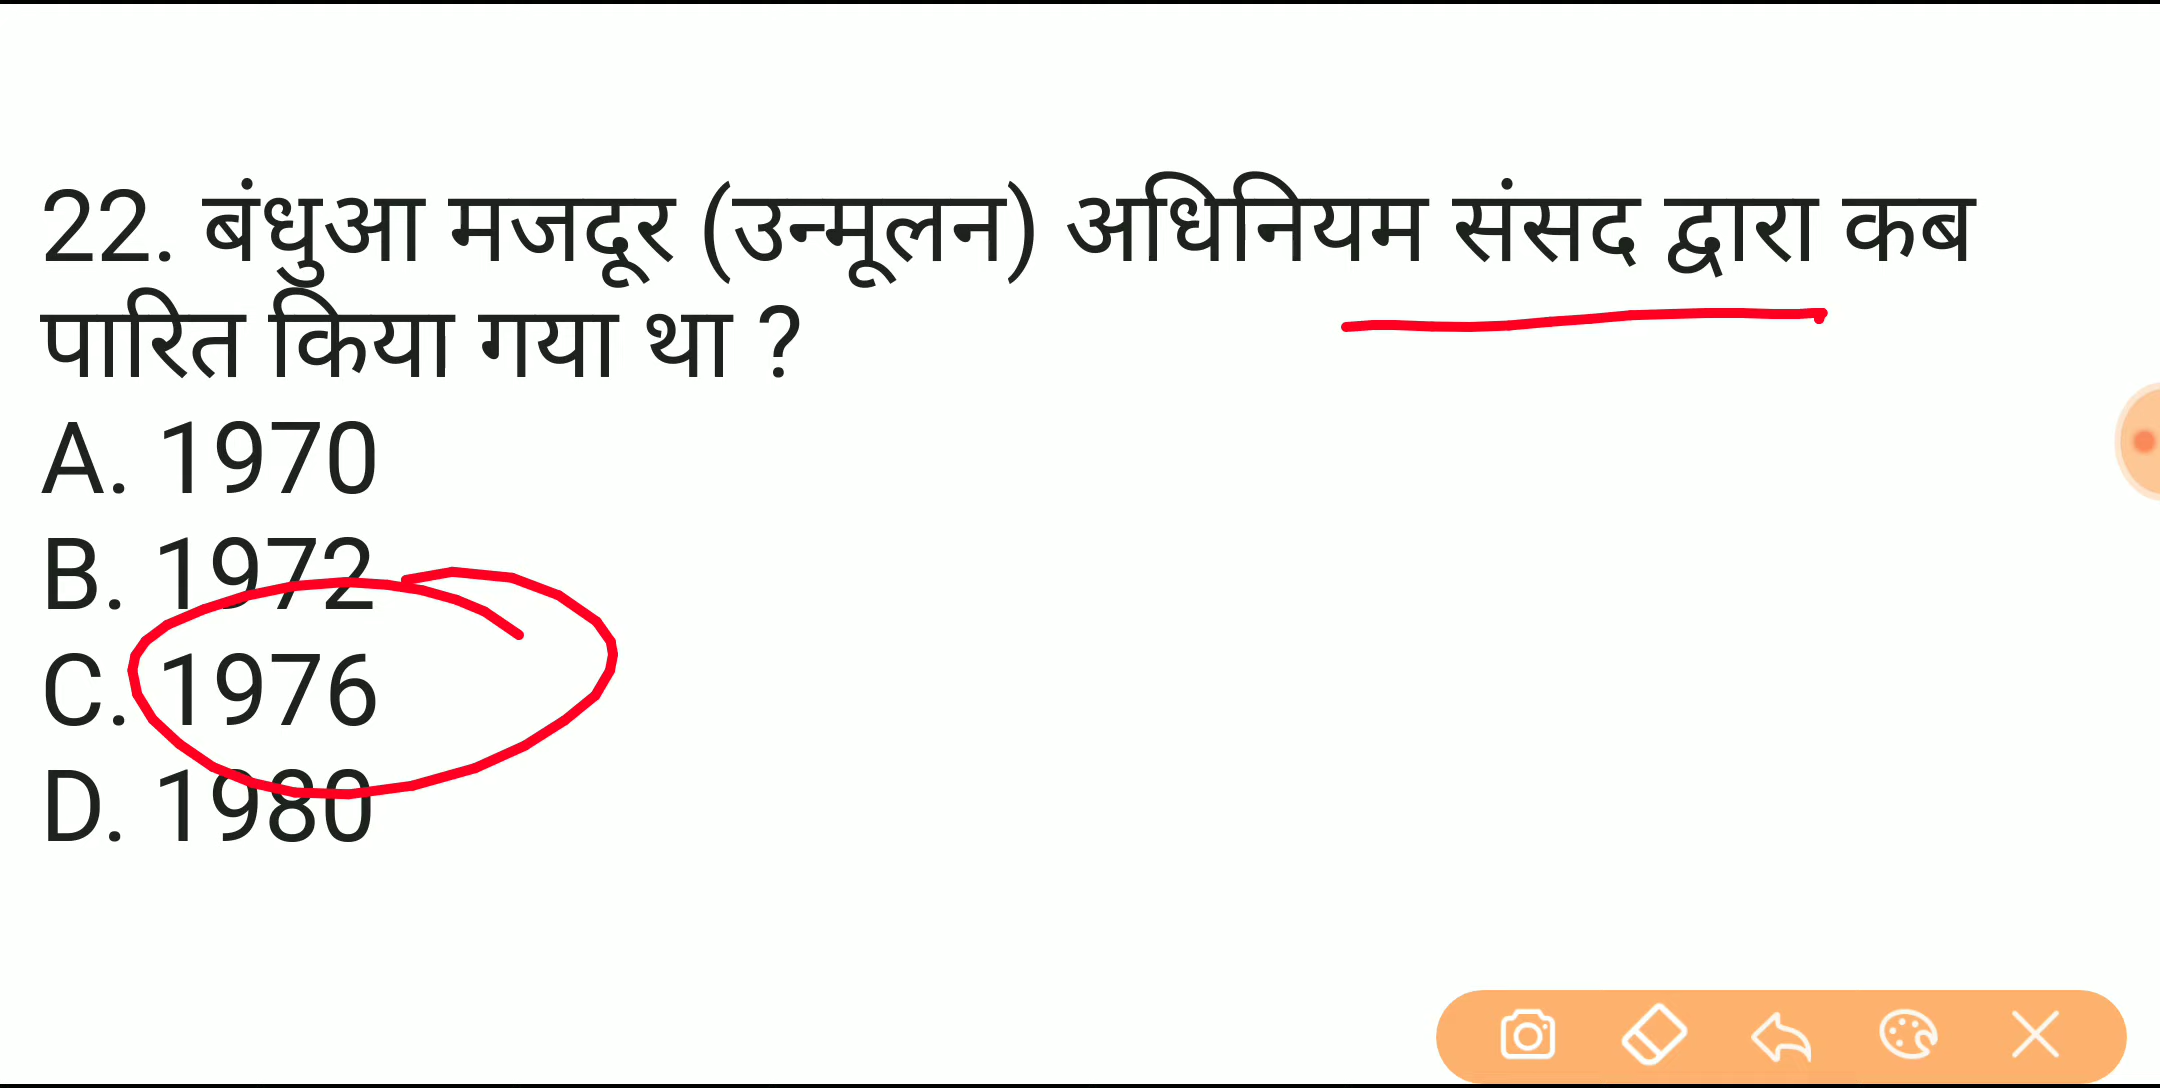 22. बंधुआ मजदूर (उन्मूलन) अधिनियम संसद द्वारा कब
पारित किया गया था ?
A. 1970
B. 1972
C. 1976
D. 1980